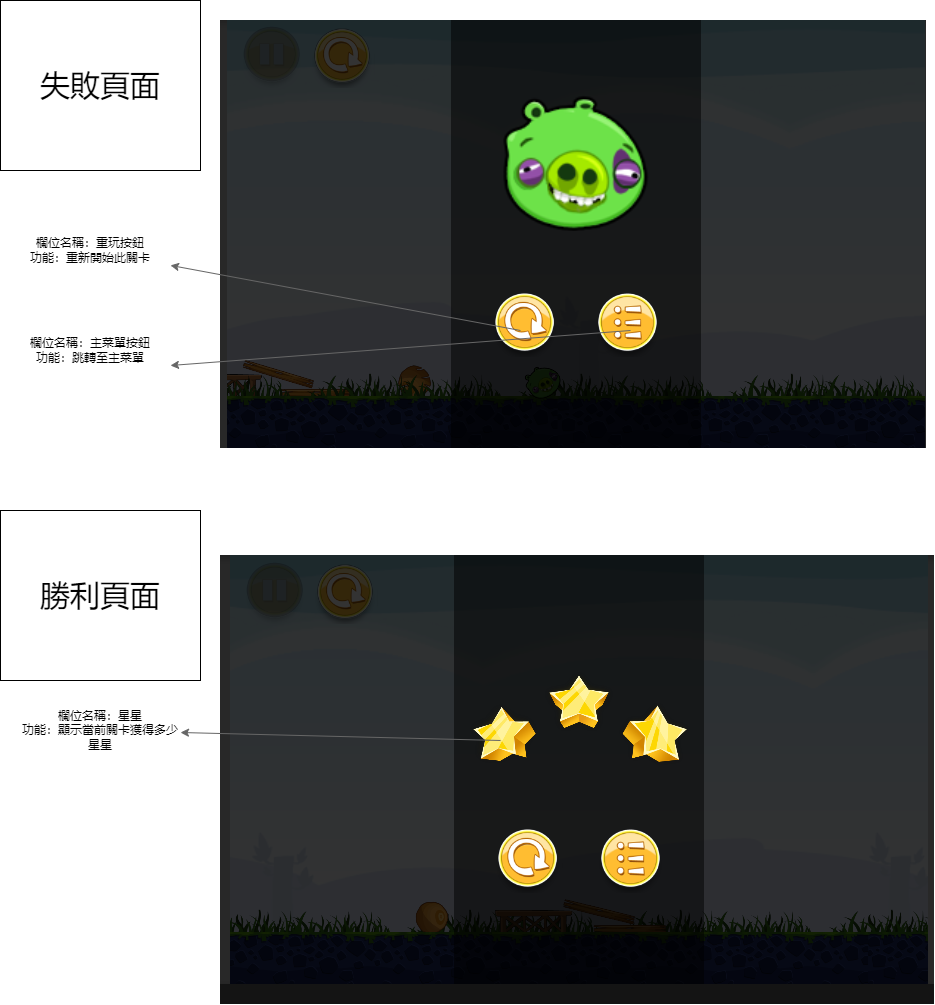 失敗頁面
欄位名稱：重玩按鈕
功能：重新開始此關卡
欄位名稱：主菜單按鈕
功能：跳轉至主菜單
勝利頁面
欄位名稱：星星
功能：顯示當前關卡獲得多少
星星